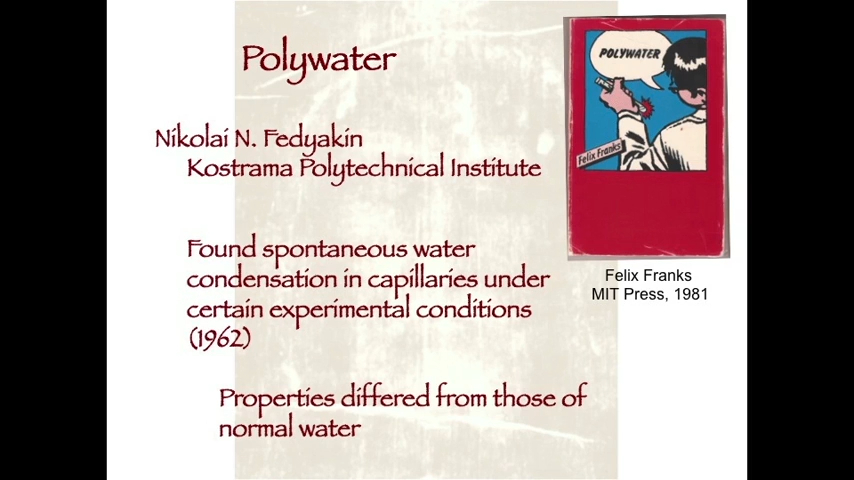 Polywater
Nikolai N. Fedyakin
Kostrama Polytechnical Institute
Found spontaneous water
condensation in capillaries under
certain experimental conditions
(1962)
Properties differed from those of
normal water
POLYWATER
Felix Franks
Felix Franks
MIT Press, 1981